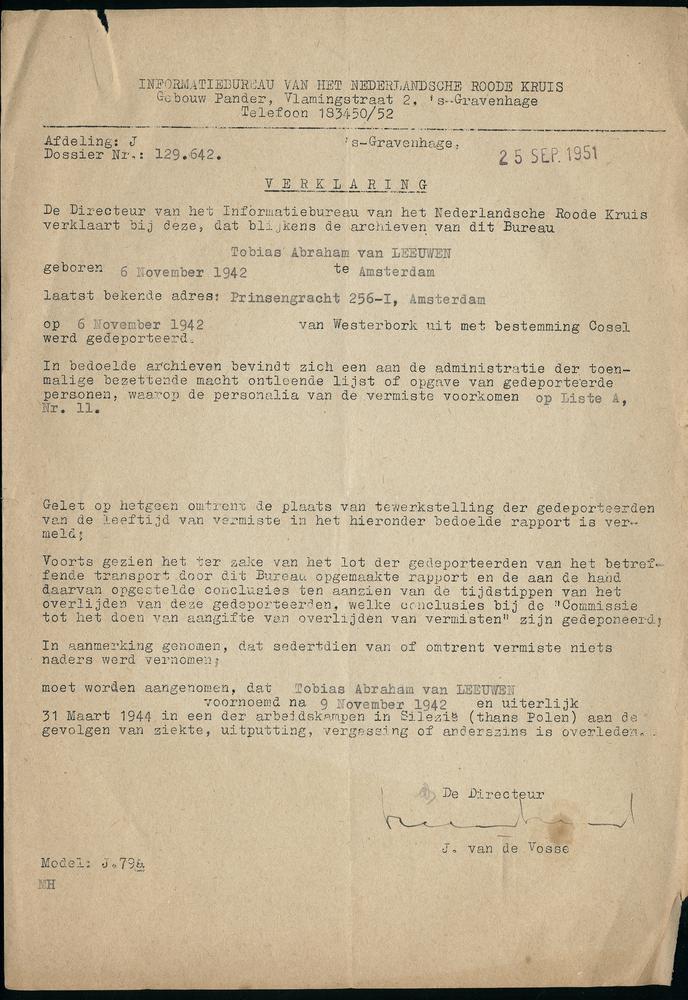 INFORMATIEBUREAU VAN HET NEDERLANDSCHE ROODE KRUIS
Gebouw Pander, Vlamingstraat 2, 's-Gravenhage
Telefoon 183450/52
Afdeling: J 's-Gravenhage,
Dossier Nr.: 129.642. 25 SEP. 1951
VERKLARING
De Directeur van het Informatiebureau van het Nederlandsche Roode Kruis
verklaart bij deze, dat blijkens de archieven van dit Bureau
Tobias Abraham van LEEUWEN
geboren 6 November 1942 te Amsterdam
laatst bekende adres: Prinsengracht 256-I, Amsterdam
op 6 November 1942 van Westerbork uit met bestemming Cosel
werd gedeporteerd.
In bedoelde archieven bevindt zich een aan de administratie der toen-
malige bezettende macht ontleende lijst of opgave van gedeporteerde
personen, waarop de personalia van de vermiste voorkomen op Liste A,
Nr. 11.
Gelet op hetgeen omtrent de plaats van tewerkstelling der gedeporteerden
van de leeftijd van vermiste in het hieronder bedoelde rapport is ver-
meld;
Voorts gezien het ter zake van het lot der gedeporteerden van het betref-
fende transport door dit Bureau opgemaakte rapport en de aan de hand
daarvan opgestelde conclusies ten aanzien van de tijdstippen van het
overlijden van deze gedeporteerden, welke conclusies bij de "Commissie
tot het doen van aangifte van overlijden van vermisten" zijn gedeponeerd;
In aanmerking genomen, dat sedertdien van of omtrent vermiste niets
naders werd vernomen;
moet worden aangenomen, dat Tobias Abraham van LEEUWEN
voornoemd na 9 November 1942 en uiterlijk
31 Maart 1944 in een der arbeidskampen in Silezië (thans Polen) aan de
gevolgen van ziekte, uitputting, vergassing of anderszins is overleden.
De Directeur
J. van de Vosse
Model: J.79a
MH